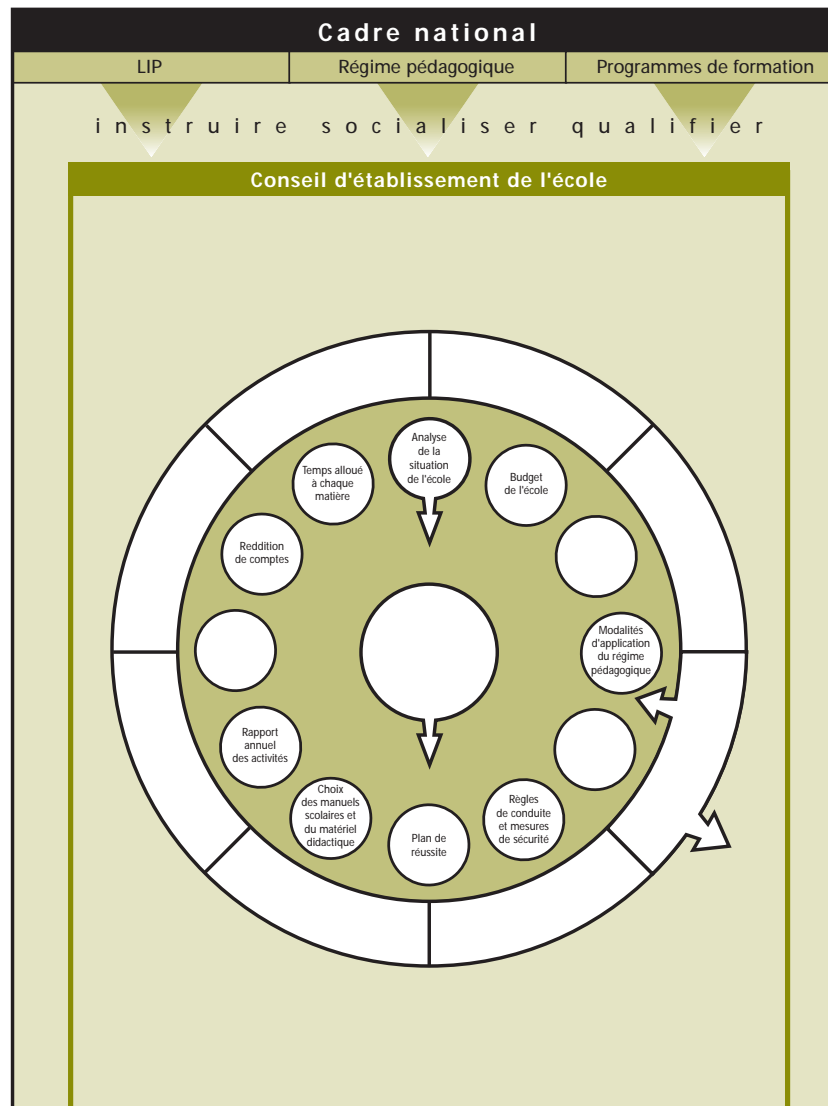 Cadre national
LIP
Régime pédagogique
Programmes de formation
instruire socialiser qualifier
Conseil d'établissement de l'école
Analyse
de la
situation
de l'école
Temps alloué
à chaque
matière
Budget
de l'école
Reddition
de comptes
Modalités
d'application
du régime
pédagogique
Rapport
annuel
des activités
Choix
des manuels
scolaires et
du matériel
didactique
Plan de
réussite
Règles
de conduite
et mesures
de sécurité